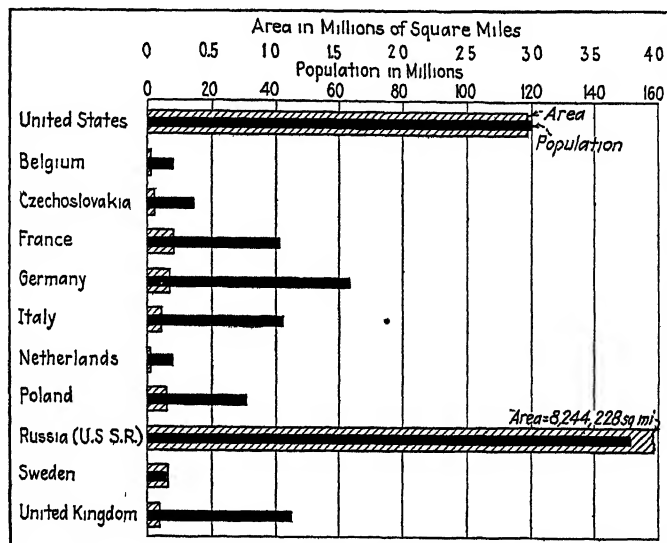 Area in Millions of Square Miles
0 0.5 1 0 1.5 2 0 2.5 3 0 3 5 4 0
Population in Millions
0 20 40 60 80 100 120 140 160
United States
Area
Population
Belgium
Czechoslovakia
France
Germany
Italy
Netherlands
Poland
Area=8,244,228 sq mi.
Russia (U.S S.R.)
Sweden
United Kingdom